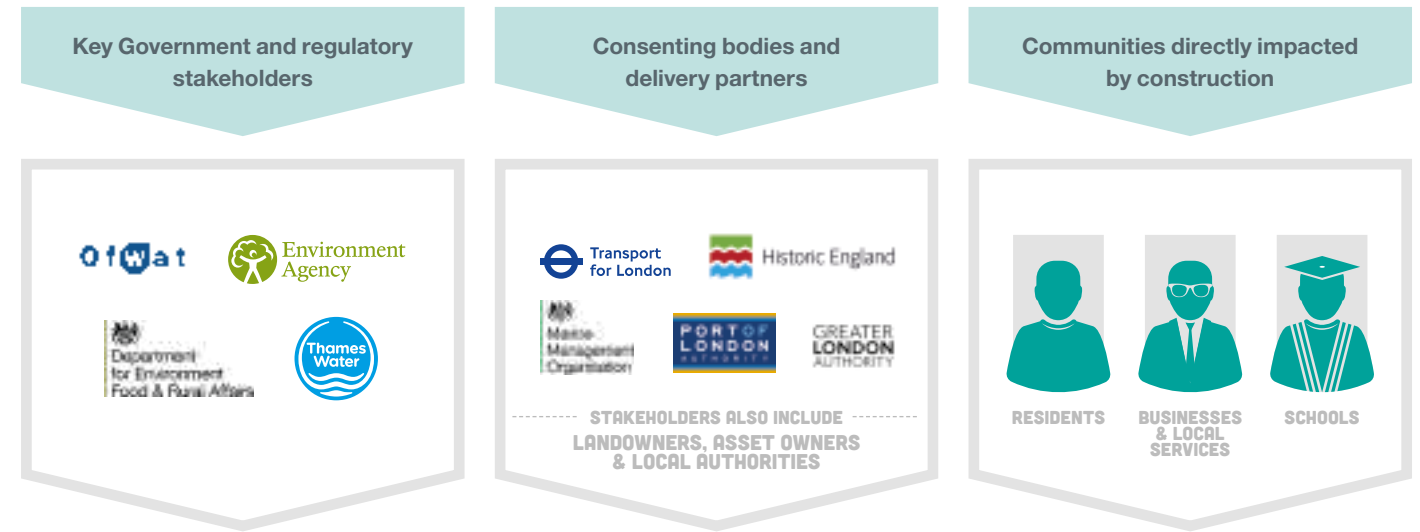 Key Government and regulatory
stakeholders
Ofwat
Environment
Agency
Department
for Environment
Food & Rural Affairs
Thames
Water
Consenting bodies and
delivery partners
Transport
for London
Historic England
Marine
Management
Organisation
PORT OF
LONDON
AUTHORITY
GREATER
LONDON
AUTHORITY
STAKEHOLDERS ALSO INCLUDE
LANDOWNERS, ASSET OWNERS
& LOCAL AUTHORITIES
Communities directly impacted
by construction
RESIDENTS
BUSINESSES
& LOCAL
SERVICES
SCHOOLS